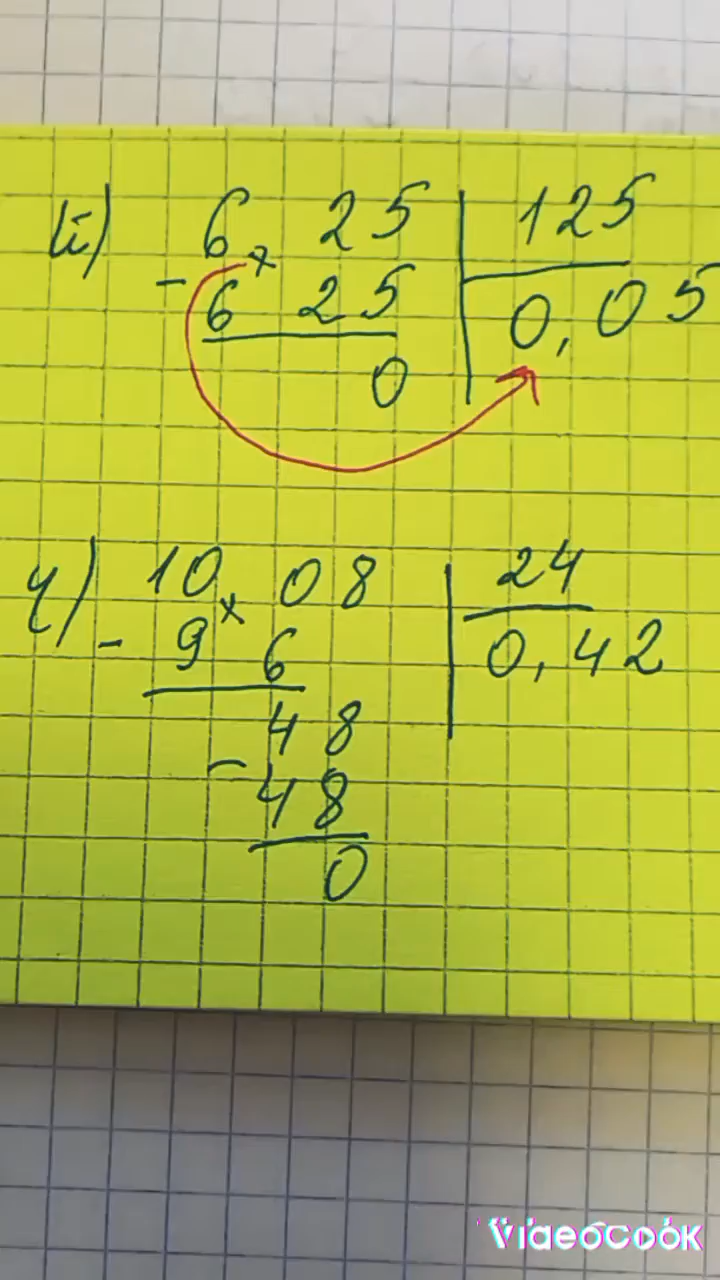 й) 6,25 | 125
- 6 25 | 0,05
0
ч) 10,08 | 24
- 9 6 | 0,42
48
- 48
0
VideoCook